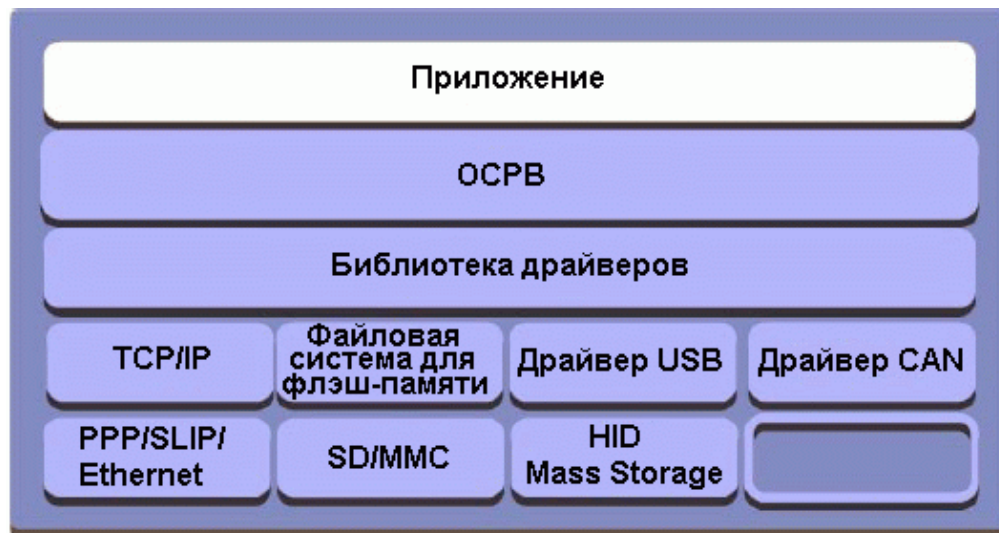 Приложение
ОСРВ
Библиотека драйверов
TCP/IP
Файловая
система для
флэш-памяти
Драйвер USB
Драйвер CAN
PPP/SLIP/
Ethernet
SD/MMC
HID
Mass Storage